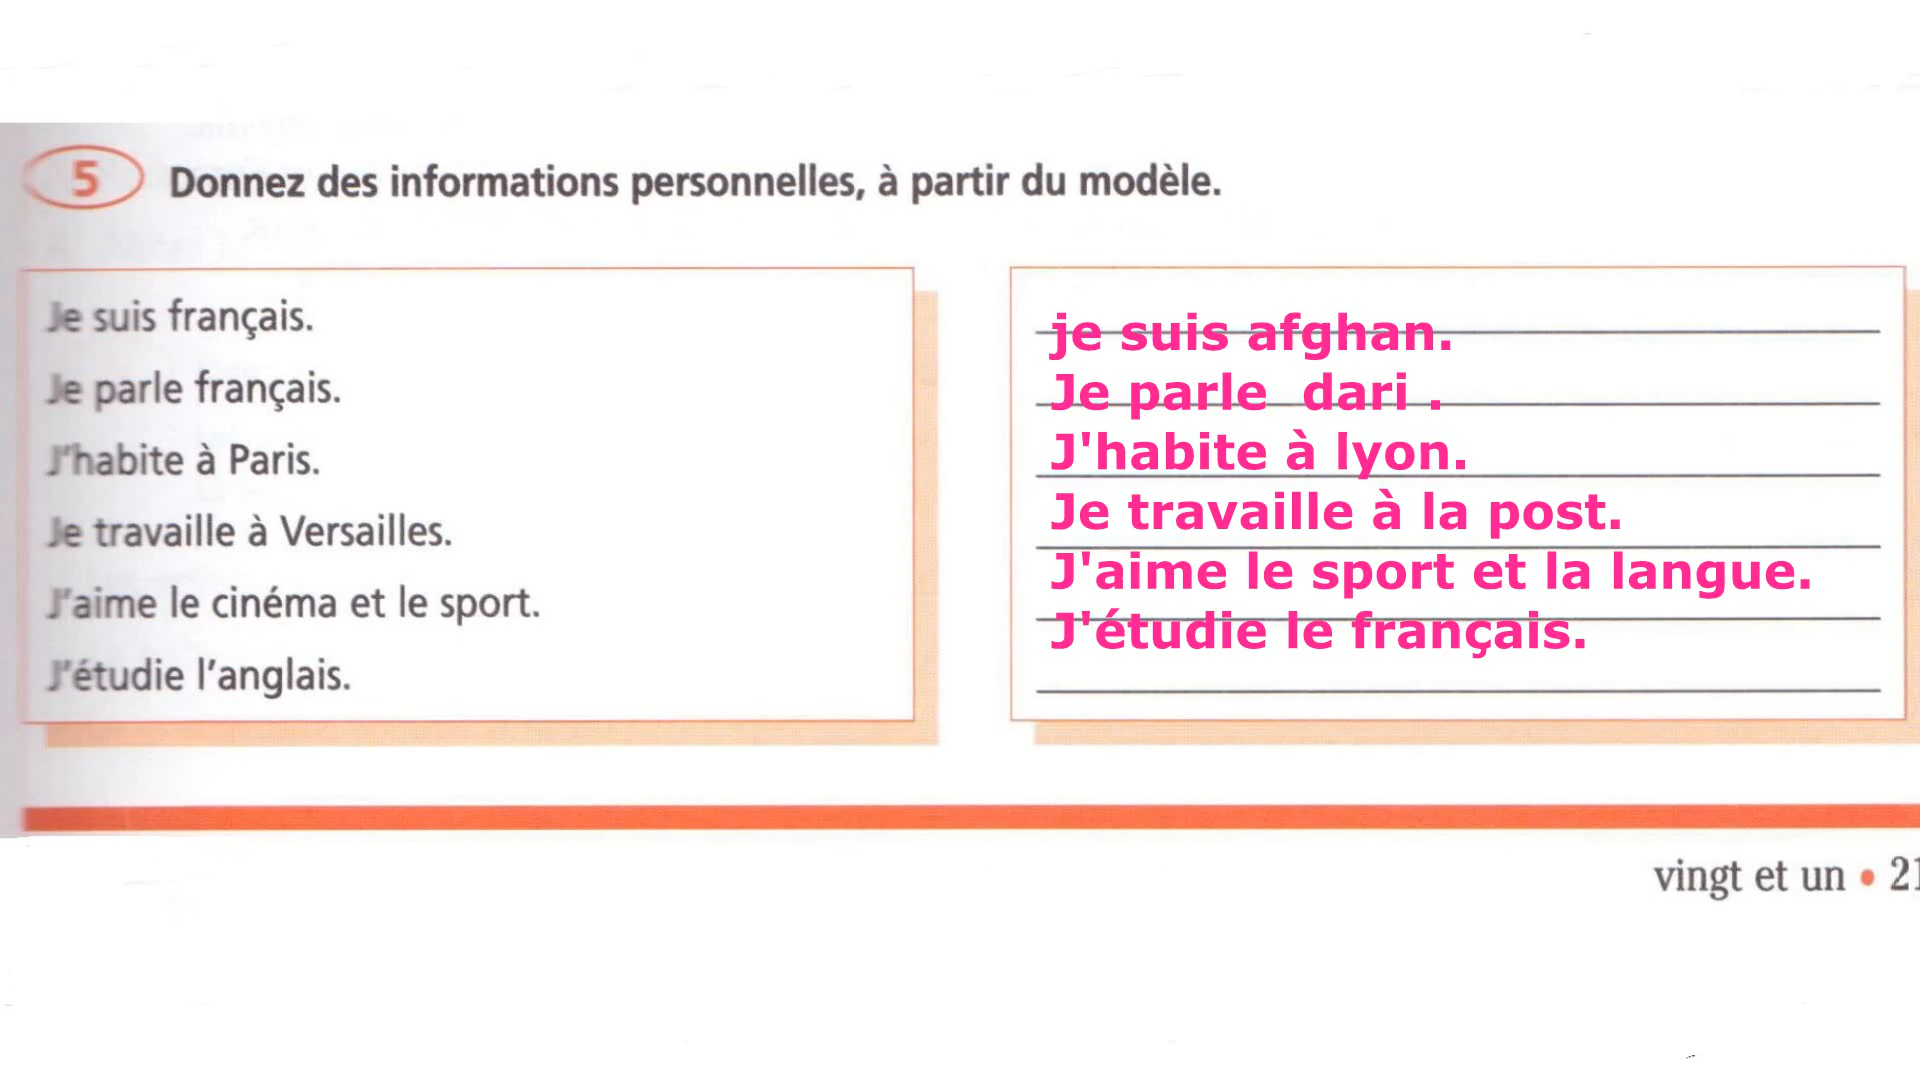 5 Donnez des informations personnelles, à partir du modèle.
Je suis français.
Je parle français.
J'habite à Paris.
Je travaille à Versailles.
J'aime le cinéma et le sport.
J'étudie l'anglais.
je suis afghan.
Je parle  dari .
J'habite à lyon.
Je travaille à la post.
J'aime le sport et la langue.
J'étudie le français.
vingt et un • 21